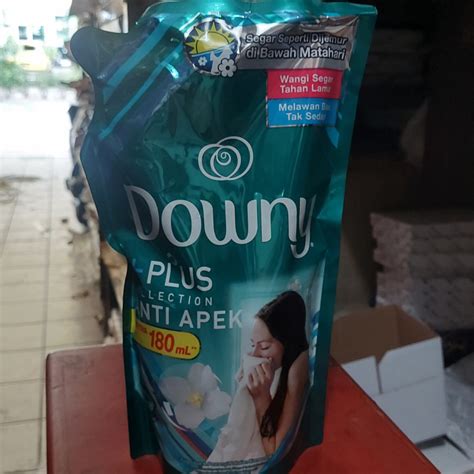 Segar Seperti Dijemur
di Bawah Matahari
Wangi Segar
Tahan Lama
Melawan Bau
Tak Sedap
Downy
PLUS
COLLECTION
ANTI APEK
180 mL